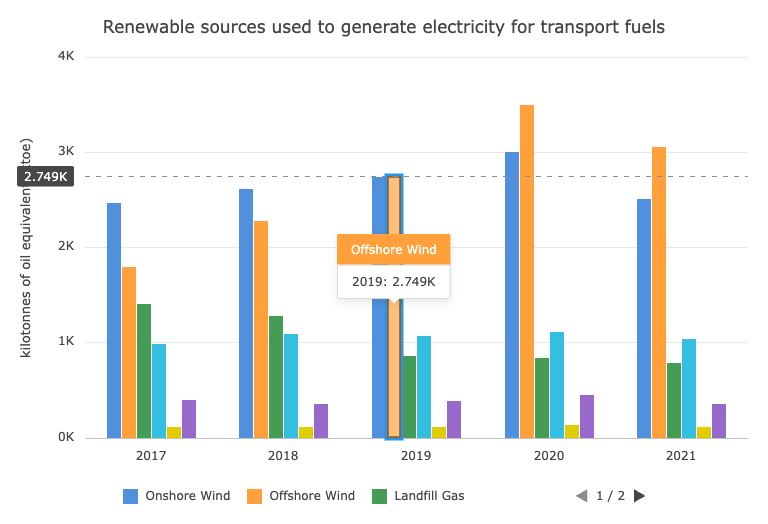 Renewable sources used to generate electricity for transport fuels
4K
3K
2.749K
2K
1K
0K
kilotonnes of oil equivalent
ktoe)
Offshore Wind
2019: 2.749K
2017
2018
2019
2020
2021
Onshore Wind
Offshore Wind
Landfill Gas
1 / 2